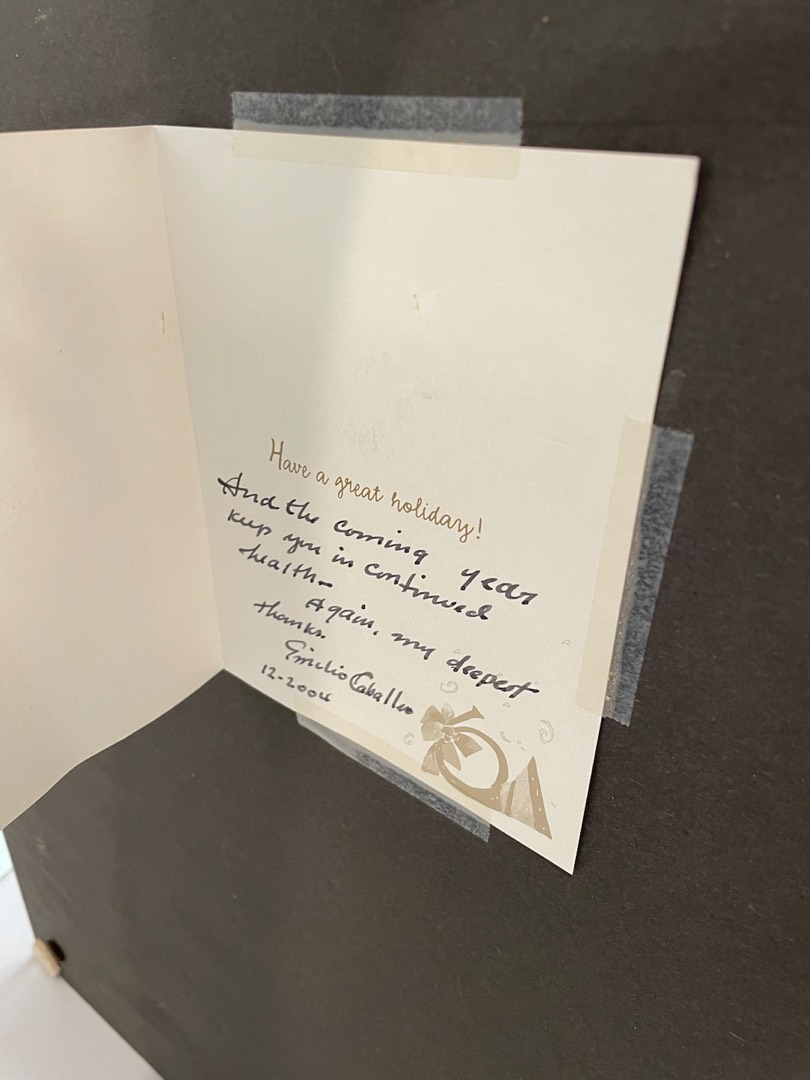 Have a great holiday!
And the coming year
keep you in continued
health—
Again, my deepest
thanks.
Emilio Caballero
12-2004